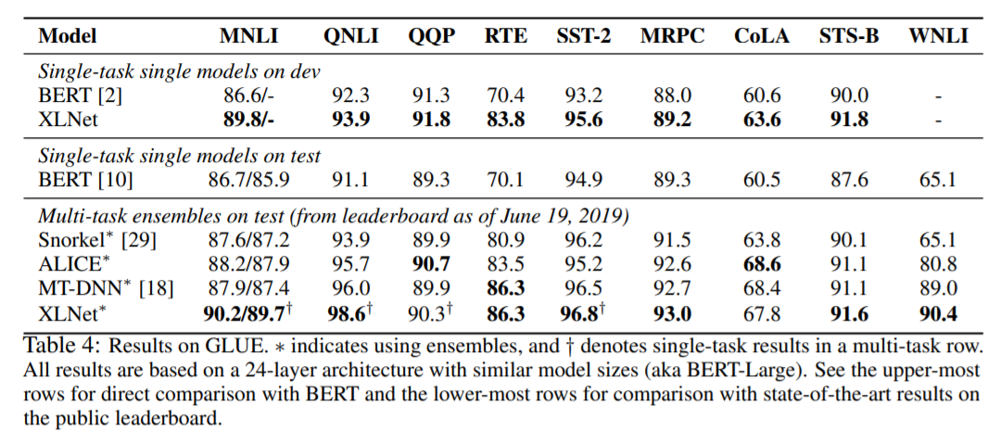 Model MNLI QNLI QQP RTE SST-2 MRPC CoLA STS-B WNLI
Single-task single models on dev
BERT [2] 86.6/- 92.3 91.3 70.4 93.2 88.0 60.6 90.0 -
XLNet 89.8/- 93.9 91.8 83.8 95.6 89.2 63.6 91.8 -
Single-task single models on test
BERT [10] 86.7/85.9 91.1 89.3 70.1 94.9 89.3 60.5 87.6 65.1
Multi-task ensembles on test (from leaderboard as of June 19, 2019)
Snorkel* [29] 87.6/87.2 93.9 89.9 80.9 96.2 91.5 63.8 90.1 65.1
ALICE* 88.2/87.9 95.7 90.7 83.5 95.2 92.6 68.6 91.1 80.8
MT-DNN* [18] 87.9/87.4 96.0 89.9 86.3 96.5 92.7 68.4 91.1 89.0
XLNet* 90.2/89.7† 98.6† 90.3† 86.3 96.8† 93.0 67.8 91.6 90.4
Table 4: Results on GLUE. * indicates using ensembles, and † denotes single-task results in a multi-task row.
All results are based on a 24-layer architecture with similar model sizes (aka BERT-Large). See the upper-most
rows for direct comparison with BERT and the lower-most rows for comparison with state-of-the-art results on
the public leaderboard.